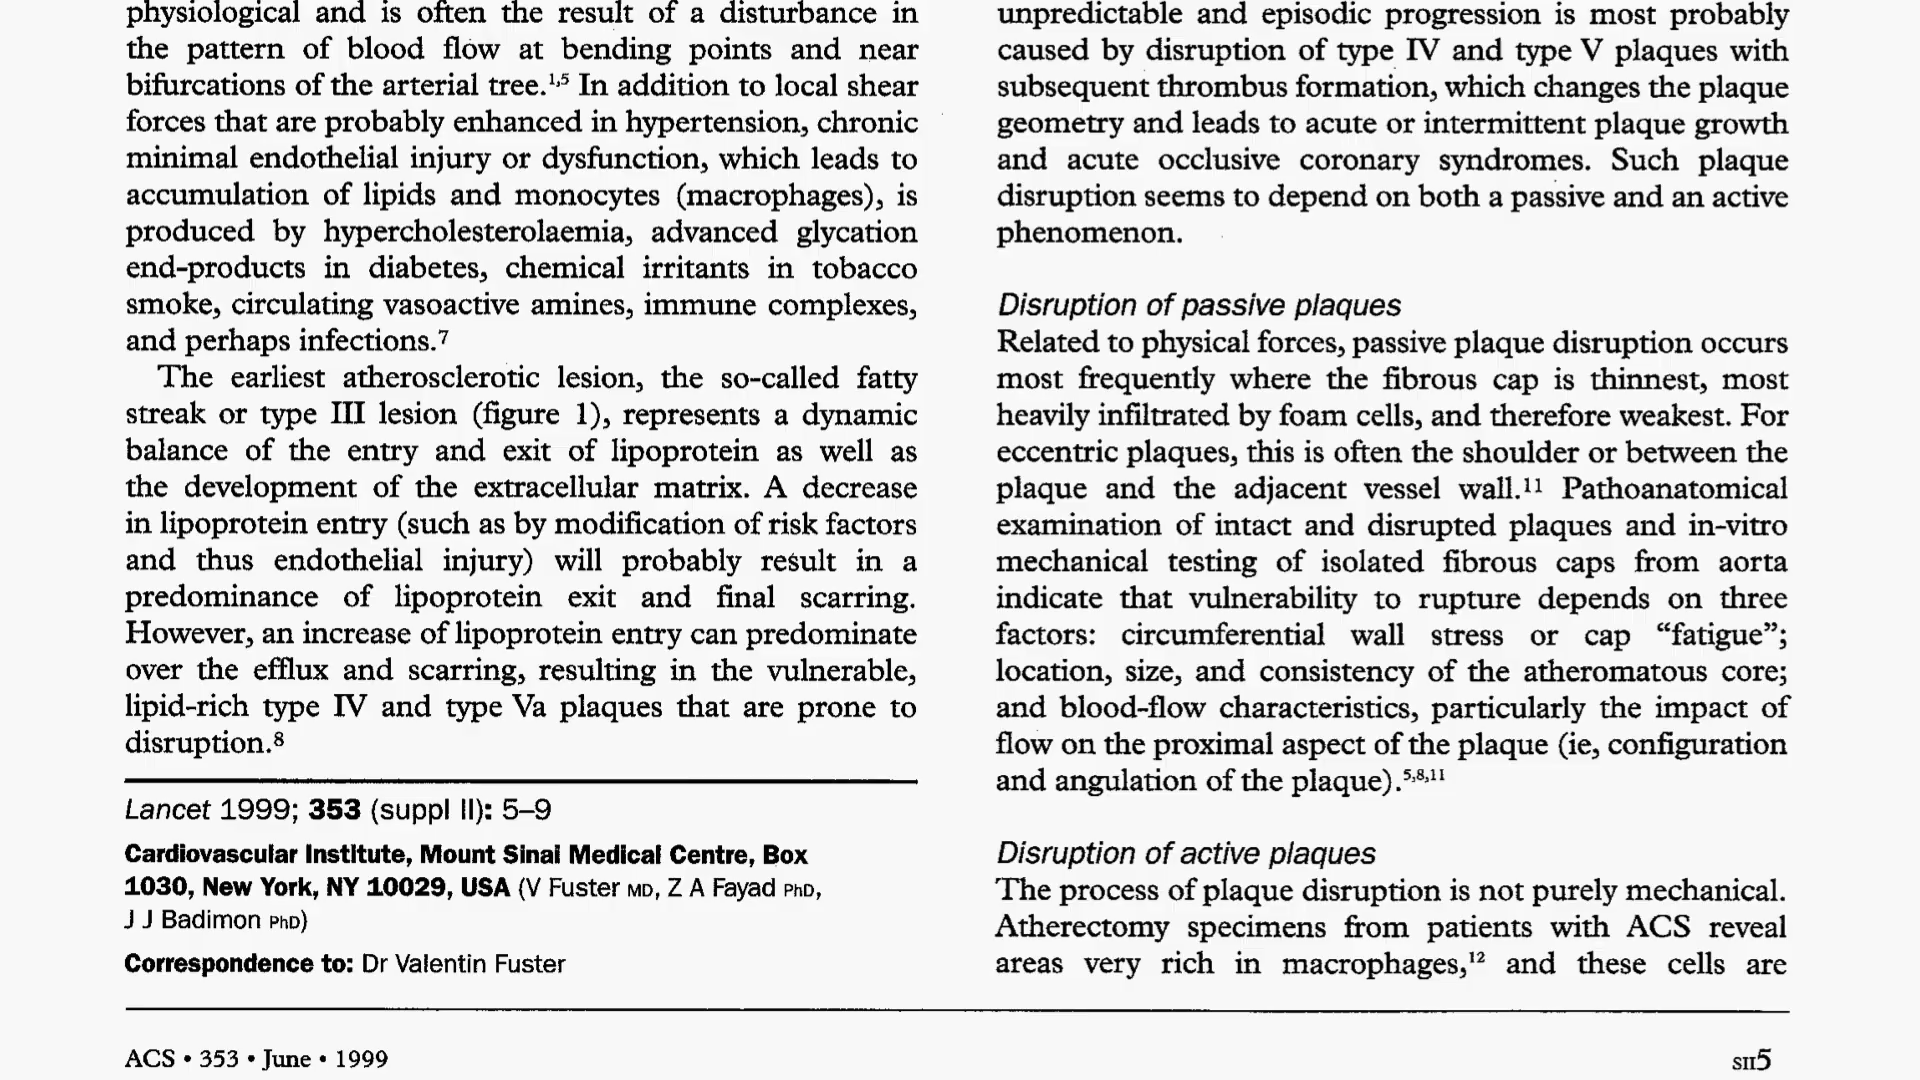 physiological and is often the result of a disturbance in
the pattern of blood flow at bending points and near
bifurcations of the arterial tree.1,5 In addition to local shear
forces that are probably enhanced in hypertension, chronic
minimal endothelial injury or dysfunction, which leads to
accumulation of lipids and monocytes (macrophages), is
produced by hypercholesterolaemia, advanced glycation
end-products in diabetes, chemical irritants in tobacco
smoke, circulating vasoactive amines, immune complexes,
and perhaps infections.7
The earliest atherosclerotic lesion, the so-called fatty
streak or type III lesion (figure 1), represents a dynamic
balance of the entry and exit of lipoprotein as well as
the development of the extracellular matrix. A decrease
in lipoprotein entry (such as by modification of risk factors
and thus endothelial injury) will probably result in a
predominance of lipoprotein exit and final scarring.
However, an increase of lipoprotein entry can predominate
over the efflux and scarring, resulting in the vulnerable,
lipid-rich type IV and type Va plaques that are prone to
disruption.8
Lancet 1999; 353 (suppl II): 5–9
Cardiovascular Institute, Mount Sinai Medical Centre, Box
1030, New York, NY 10029, USA (V Fuster MD, Z A Fayad PhD,
J J Badimon PhD)
Correspondence to: Dr Valentin Fuster
unpredictable and episodic progression is most probably
caused by disruption of type IV and type V plaques with
subsequent thrombus formation, which changes the plaque
geometry and leads to acute or intermittent plaque growth
and acute occlusive coronary syndromes. Such plaque
disruption seems to depend on both a passive and an active
phenomenon.
Disruption of passive plaques
Related to physical forces, passive plaque disruption occurs
most frequently where the fibrous cap is thinnest, most
heavily infiltrated by foam cells, and therefore weakest. For
eccentric plaques, this is often the shoulder or between the
plaque and the adjacent vessel wall.11 Pathoanatomical
examination of intact and disrupted plaques and in-vitro
mechanical testing of isolated fibrous caps from aorta
indicate that vulnerability to rupture depends on three
factors: circumferential wall stress or cap “fatigue”;
location, size, and consistency of the atheromatous core;
and blood-flow characteristics, particularly the impact of
flow on the proximal aspect of the plaque (ie, configuration
and angulation of the plaque).5,8,11
Disruption of active plaques
The process of plaque disruption is not purely mechanical.
Atherectomy specimens from patients with ACS reveal
areas very rich in macrophages,12 and these cells are
ACS • 353 • June • 1999
SII5